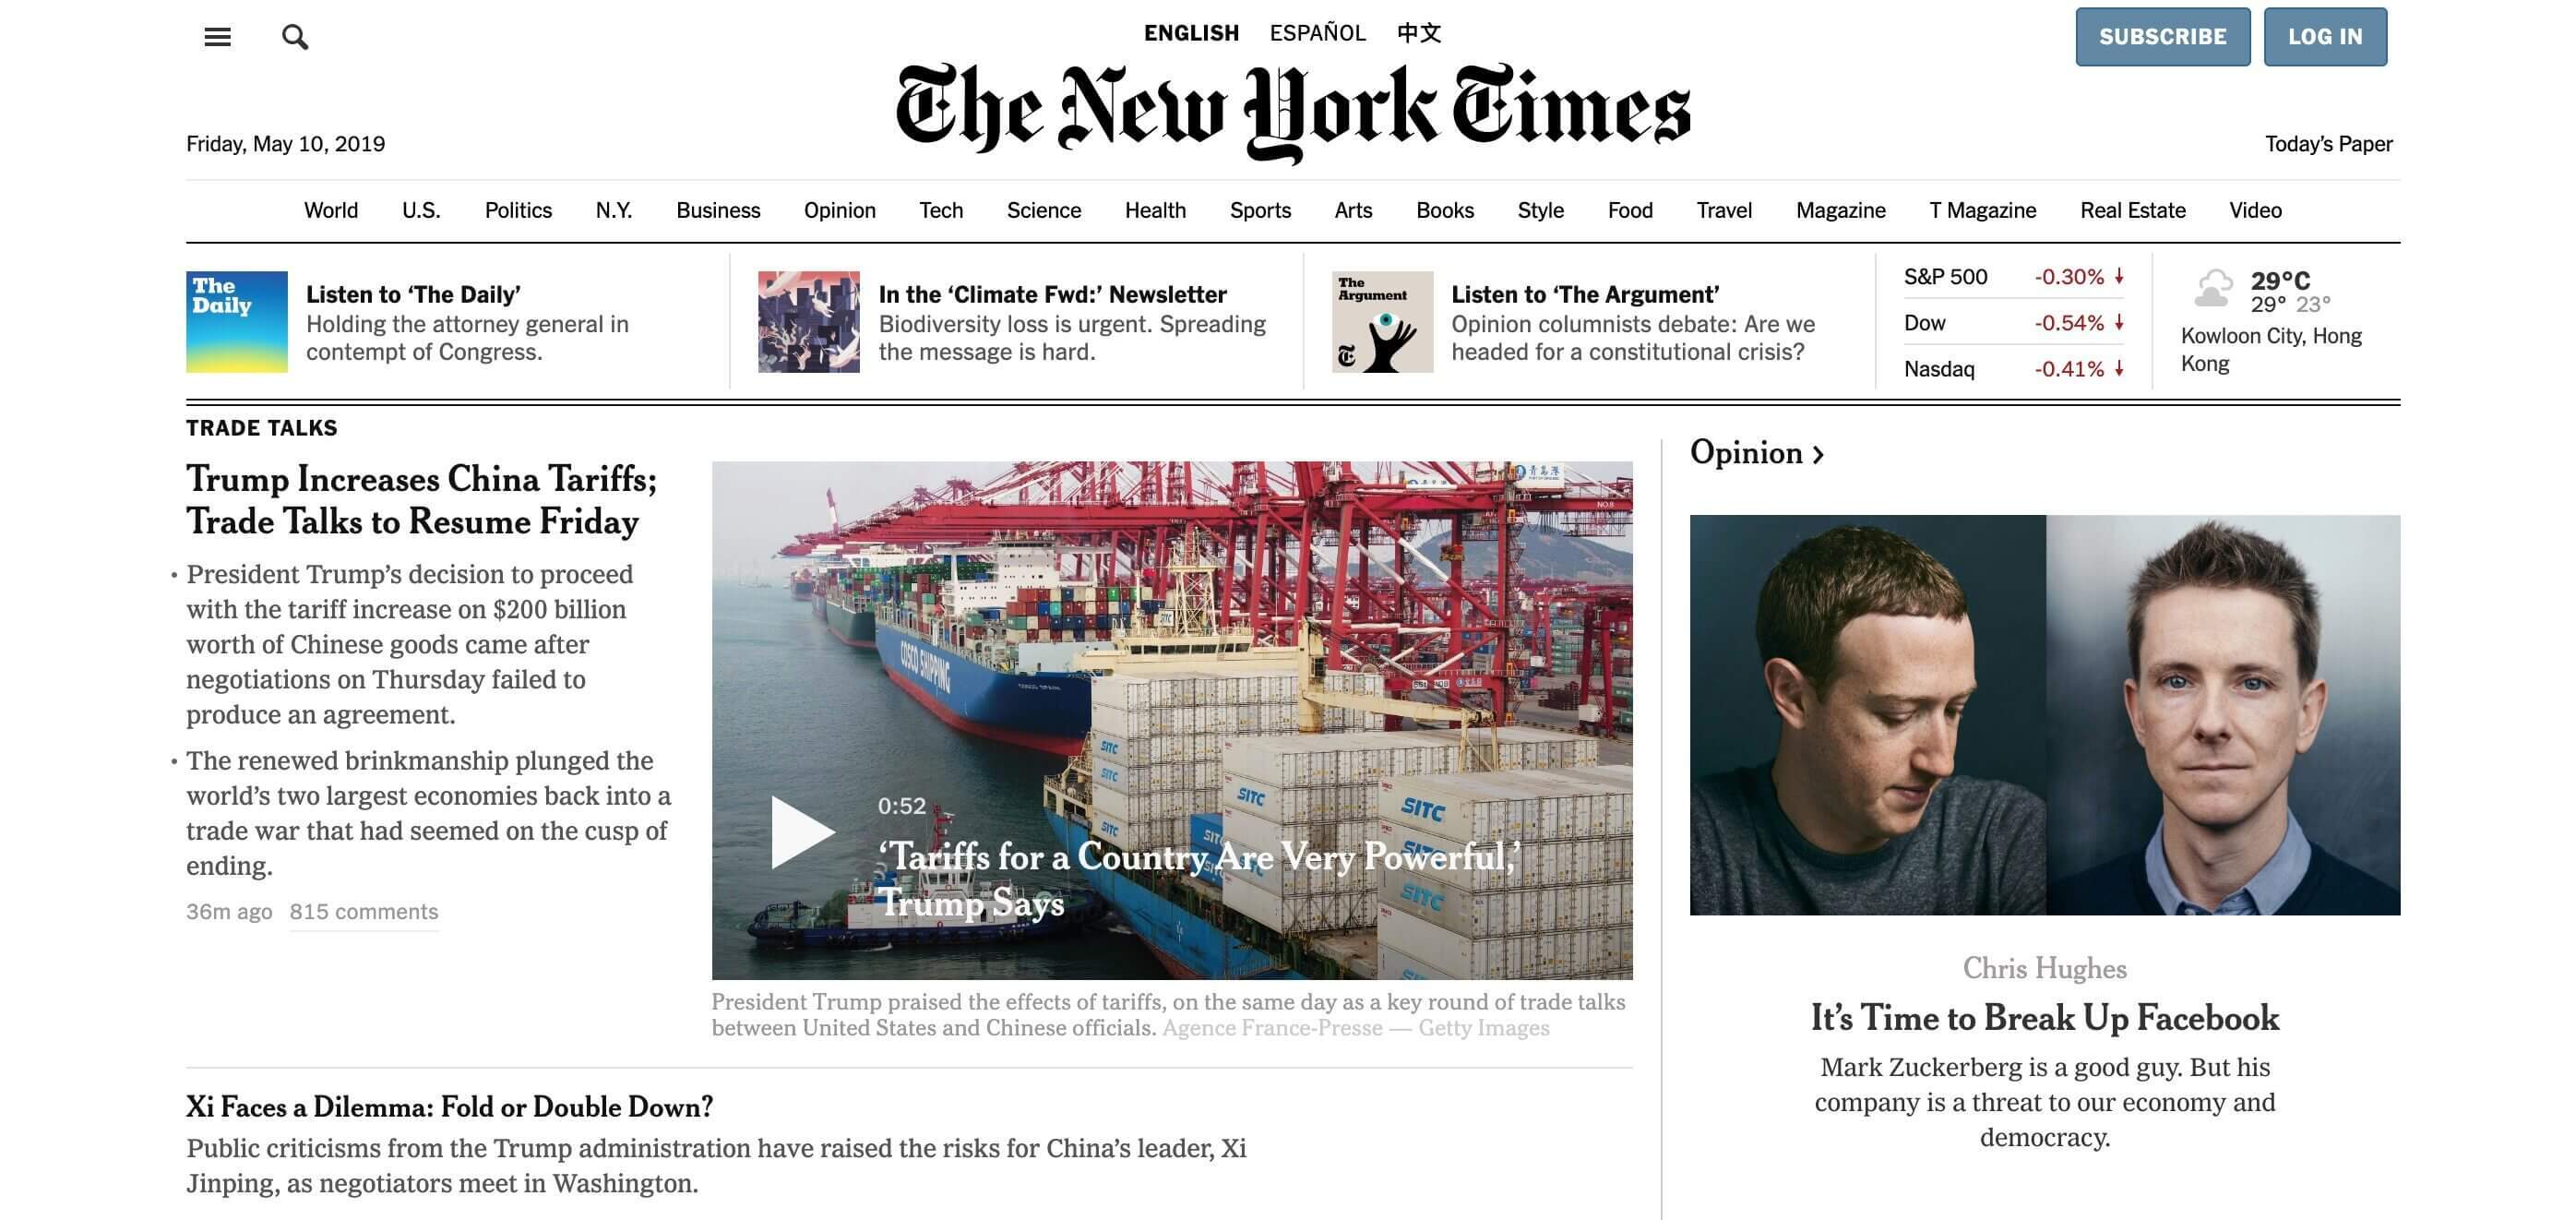 ENGLISH ESPAÑOL 中文
SUBSCRIBE LOG IN
The New York Times
Friday, May 10, 2019
Today's Paper
World U.S. Politics N.Y. Business Opinion Tech Science Health Sports Arts Books Style Food Travel Magazine T Magazine Real Estate Video
The
Daily
Listen to ‘The Daily’
Holding the attorney general in
contempt of Congress.
In the ‘Climate Fwd:’ Newsletter
Biodiversity loss is urgent. Spreading
the message is hard.
The
Argument
Listen to ‘The Argument’
Opinion columnists debate: Are we
headed for a constitutional crisis?
S&P 500 -0.30% ↓
Dow -0.54% ↓
Nasdaq -0.41% ↓
29°C
29° 23°
Kowloon City, Hong
Kong
TRADE TALKS
Trump Increases China Tariffs;
Trade Talks to Resume Friday
• President Trump’s decision to proceed
with the tariff increase on $200 billion
worth of Chinese goods came after
negotiations on Thursday failed to
produce an agreement.
• The renewed brinkmanship plunged the
world’s two largest economies back into a
trade war that had seemed on the cusp of
ending.
36m ago 815 comments
COSCO SHIPPING
SITC
SITC
SITC
SITC
SITC
SITC
SITC
0:52
‘Tariffs for a Country Are Very Powerful,’
Trump Says
President Trump praised the effects of tariffs, on the same day as a key round of trade talks
between United States and Chinese officials. Agence France-Presse — Getty Images
Xi Faces a Dilemma: Fold or Double Down?
Public criticisms from the Trump administration have raised the risks for China’s leader, Xi
Jinping, as negotiators meet in Washington.
Opinion ›
Chris Hughes
It’s Time to Break Up Facebook
Mark Zuckerberg is a good guy. But his
company is a threat to our economy and
democracy.